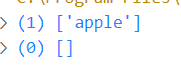 > (1) ['apple']
> (0) []